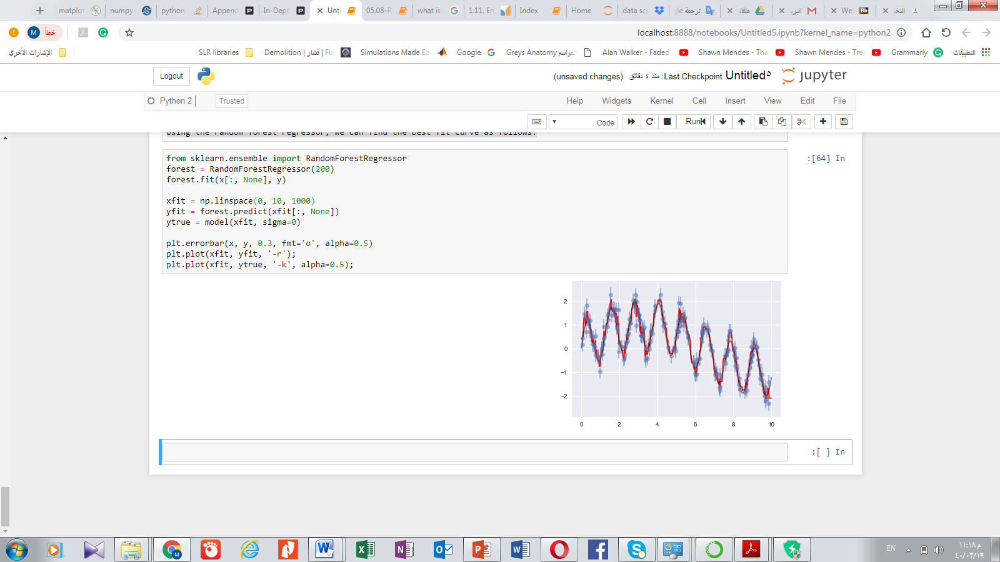 matplot
numpy.
python
Append
In-Dept
Unti
05.08-R
what is
1.11. En
Index
Home
data sci
ترجمة gle
ملفات
البري
We
الدخر
M خطأ
localhost:8888/notebooks/Untitled5.ipynb?kernel_name=python2
الإشارات الأخرى
SLR libraries
Demolition | فُشار | Fu
Simulations Made Ea
Google
Greys Anatomy المواسم
Alan Walker - Faded
Shawn Mendes - The
Shawn Mendes - Trea
Grammarly
التطبيقات
Logout
(unsaved changes) منذ ٤ دقائق :Last Checkpoint Untitled٥
jupyter
Python 2
Trusted
Help
Widgets
Kernel
Cell
Insert
View
Edit
File
Code
Run
Using the random forest regressor, we can find the best fit curve as follows:
from sklearn.ensemble import RandomForestRegressor
forest = RandomForestRegressor(200)
forest.fit(x[:, None], y)
xfit = np.linspace(0, 10, 1000)
yfit = forest.predict(xfit[:, None])
ytrue = model(xfit, sigma=0)
plt.errorbar(x, y, 0.3, fmt='o', alpha=0.5)
plt.plot(xfit, yfit, '-r');
plt.plot(xfit, ytrue, '-k', alpha=0.5);
:[64] In
2
1
0
−1
−2
0 2 4 6 8 10
:[ ] In
EN
م ١١:١٨
٤٠/٠٣/١٩